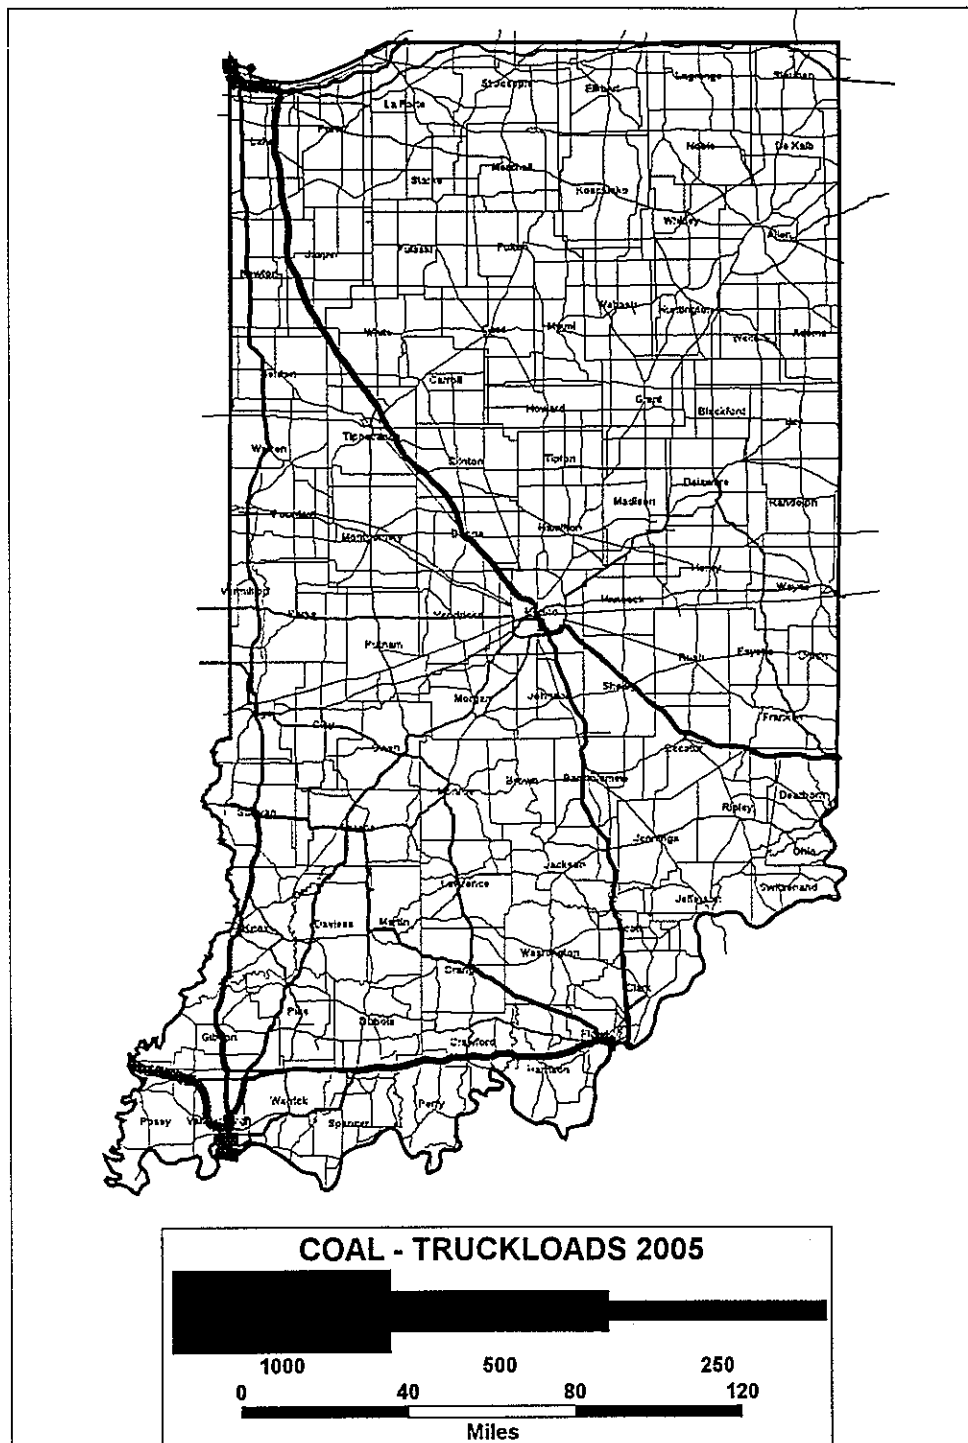 Lagrange
Steuben
St Joseph
Elkhart
La Porte
Porter
Lake
Noble
De Kalb
Marshall
Starke
Kosciusko
Whitley
Allen
Jasper
Pulaski
Fulton
Newton
Wabash
Huntington
White
Cass
Miami
Wells
Adams
Benton
Carroll
Howard
Grant
Blackford
Jay
Tippecanoe
Warren
Clinton
Tipton
Delaware
Madison
Randolph
Fountain
Montgomery
Boone
Hamilton
Henry
Wayne
Vermillion
Parke
Hendricks
Marion
Hancock
Putnam
Rush
Fayette
Union
Shelby
Morgan
Johnson
Franklin
Clay
Owen
Decatur
Brown
Bartholomew
Monroe
Dearborn
Ripley
Sullivan
Greene
Jennings
Ohio
Jackson
Lawrence
Jefferson
Switzerland
Knox
Daviess
Martin
Scott
Washington
Orange
Clark
Pike
Dubois
Gibson
Crawford
Floyd
Harrison
Warrick
Perry
Posey
Vanderburgh
Spencer
COAL - TRUCKLOADS 2005
1000 500 250
0 40 80 120
Miles